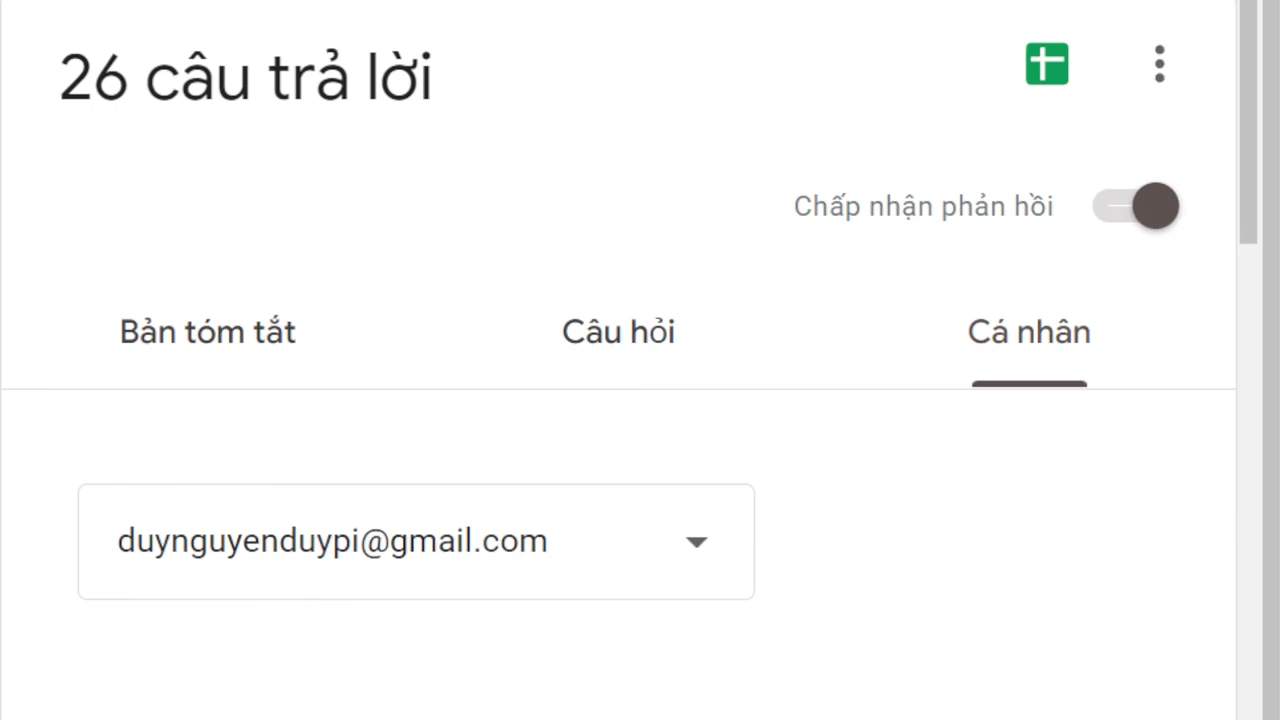 26 câu trả lời
Chấp nhận phản hồi
Bản tóm tắt
Câu hỏi
Cá nhân
duynguyenduypi@gmail.com